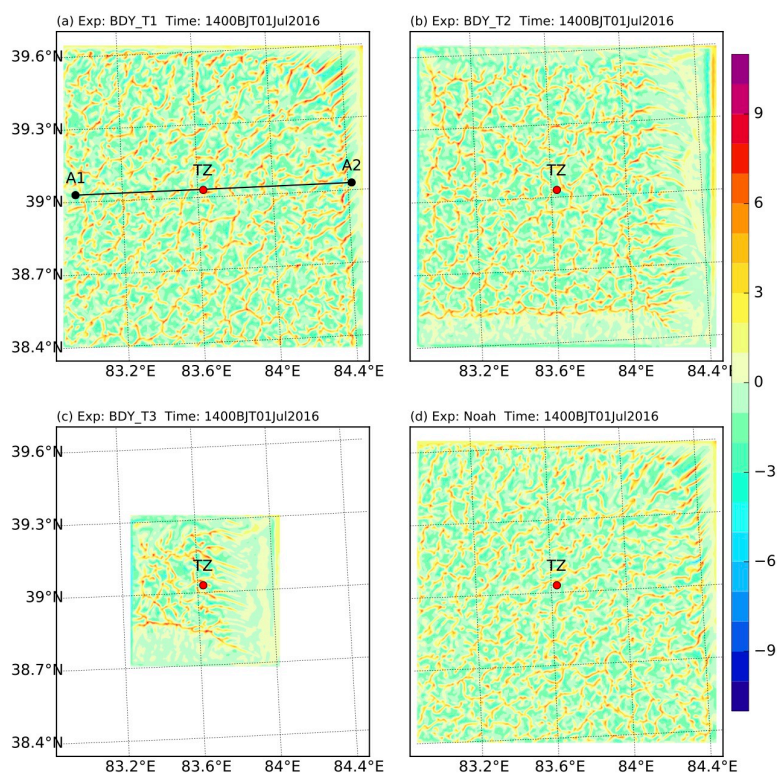 (a) Exp: BDY_T1 Time: 1400BJT01Jul2016
(b) Exp: BDY_T2 Time: 1400BJT01Jul2016
39.6°N
39.3°N
39°N
38.7°N
38.4°N
A1
TZ
A2
TZ
83.2°E 83.6°E 84°E 84.4°E
83.2°E 83.6°E 84°E 84.4°E
(c) Exp: BDY_T3 Time: 1400BJT01Jul2016
(d) Exp: Noah Time: 1400BJT01Jul2016
39.6°N
39.3°N
39°N
38.7°N
38.4°N
TZ
TZ
83.2°E 83.6°E 84°E 84.4°E
83.2°E 83.6°E 84°E 84.4°E
9
6
3
0
−3
−6
−9